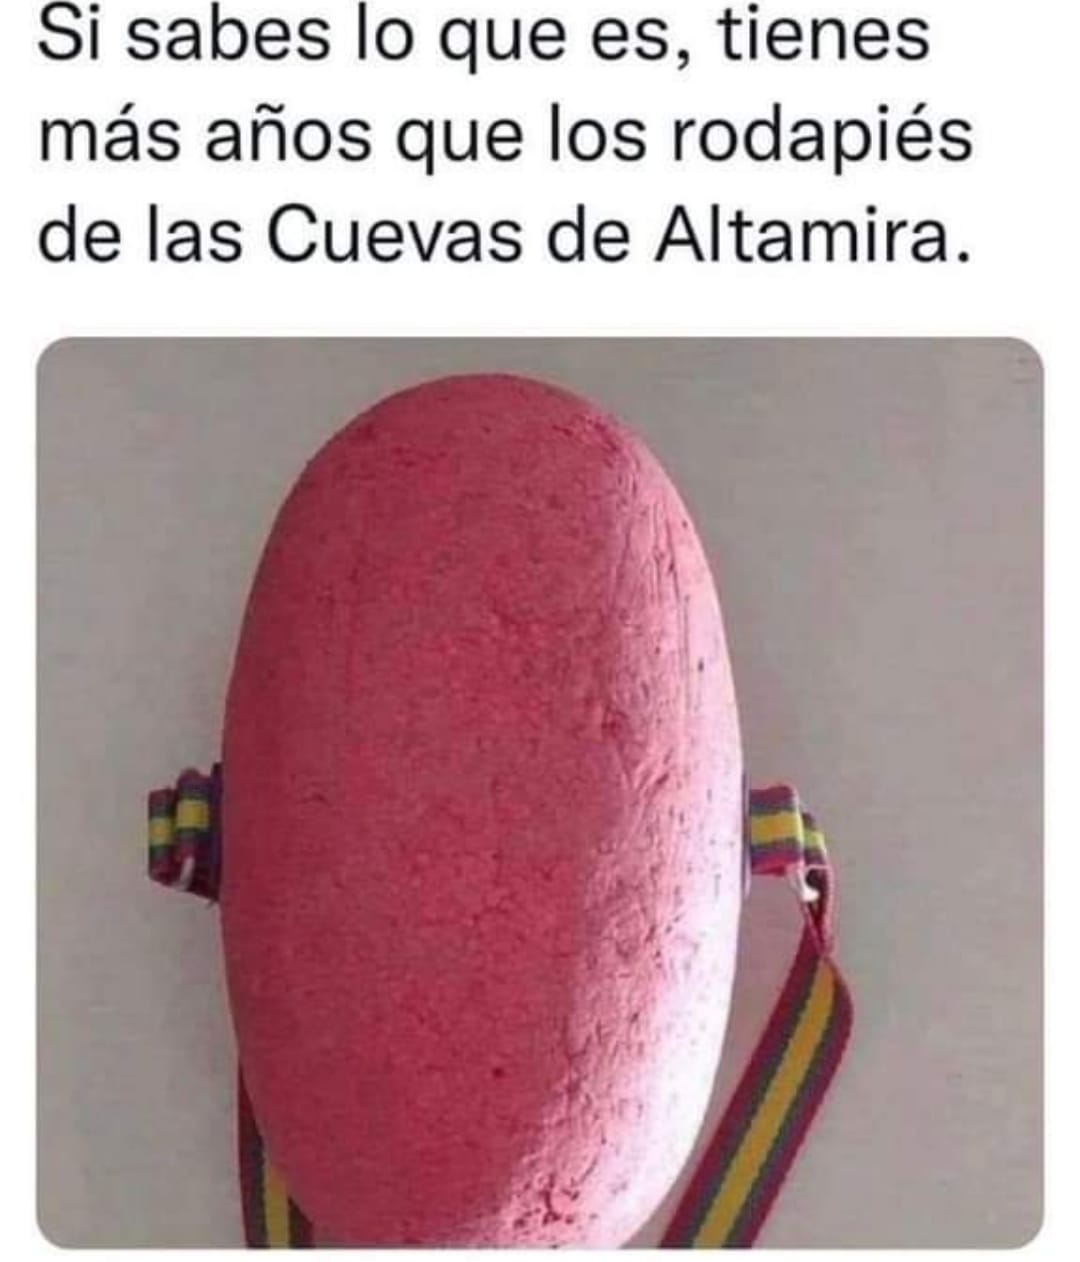 Si sabes lo que es, tienes
más años que los rodapiés
de las Cuevas de Altamira.